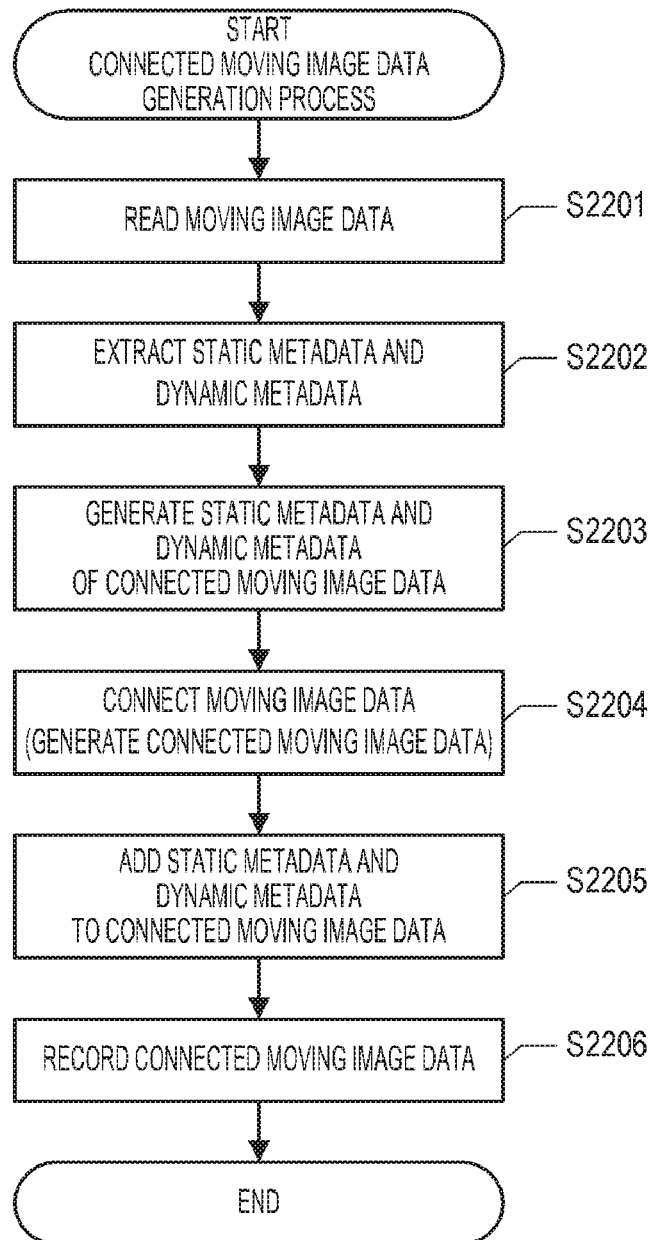 START
CONNECTED MOVING IMAGE DATA
GENERATION PROCESS
READ MOVING IMAGE DATA
S2201
EXTRACT STATIC METADATA AND
DYNAMIC METADATA
S2202
GENERATE STATIC METADATA AND
DYNAMIC METADATA
OF CONNECTED MOVING IMAGE DATA
S2203
CONNECT MOVING IMAGE DATA
(GENERATE CONNECTED MOVING IMAGE DATA)
S2204
ADD STATIC METADATA AND
DYNAMIC METADATA
TO CONNECTED MOVING IMAGE DATA
S2205
RECORD CONNECTED MOVING IMAGE DATA
S2206
END